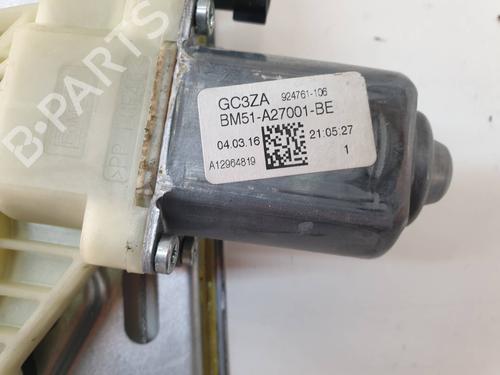 B-PARTS
GC3ZA 924761-106
BM51-A27001-BE
04.03.16 21:05:27
A12964819 1